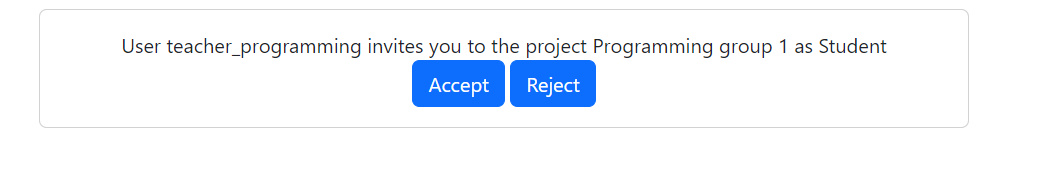 User teacher_programming invites you to the project Programming group 1 as Student
Accept Reject